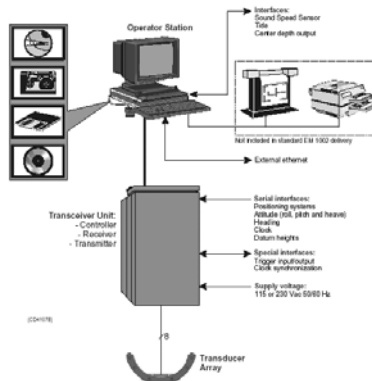 Operator Station
Interfaces:
Sound Speed Sensor
Tide
Center depth output
Not included in standard EM 1002 delivery
External ethernet
Transceiver Unit:
- Controller
- Receiver
- Transmitter
Serial interfaces:
Positioning systems
Attitude (roll, pitch and heave)
Heading
Clock
Datum heights
Special interfaces:
Trigger input/output
Clock synchronization
Supply voltage:
115 or 230 Vac 50/60 Hz
8
Transducer
Array